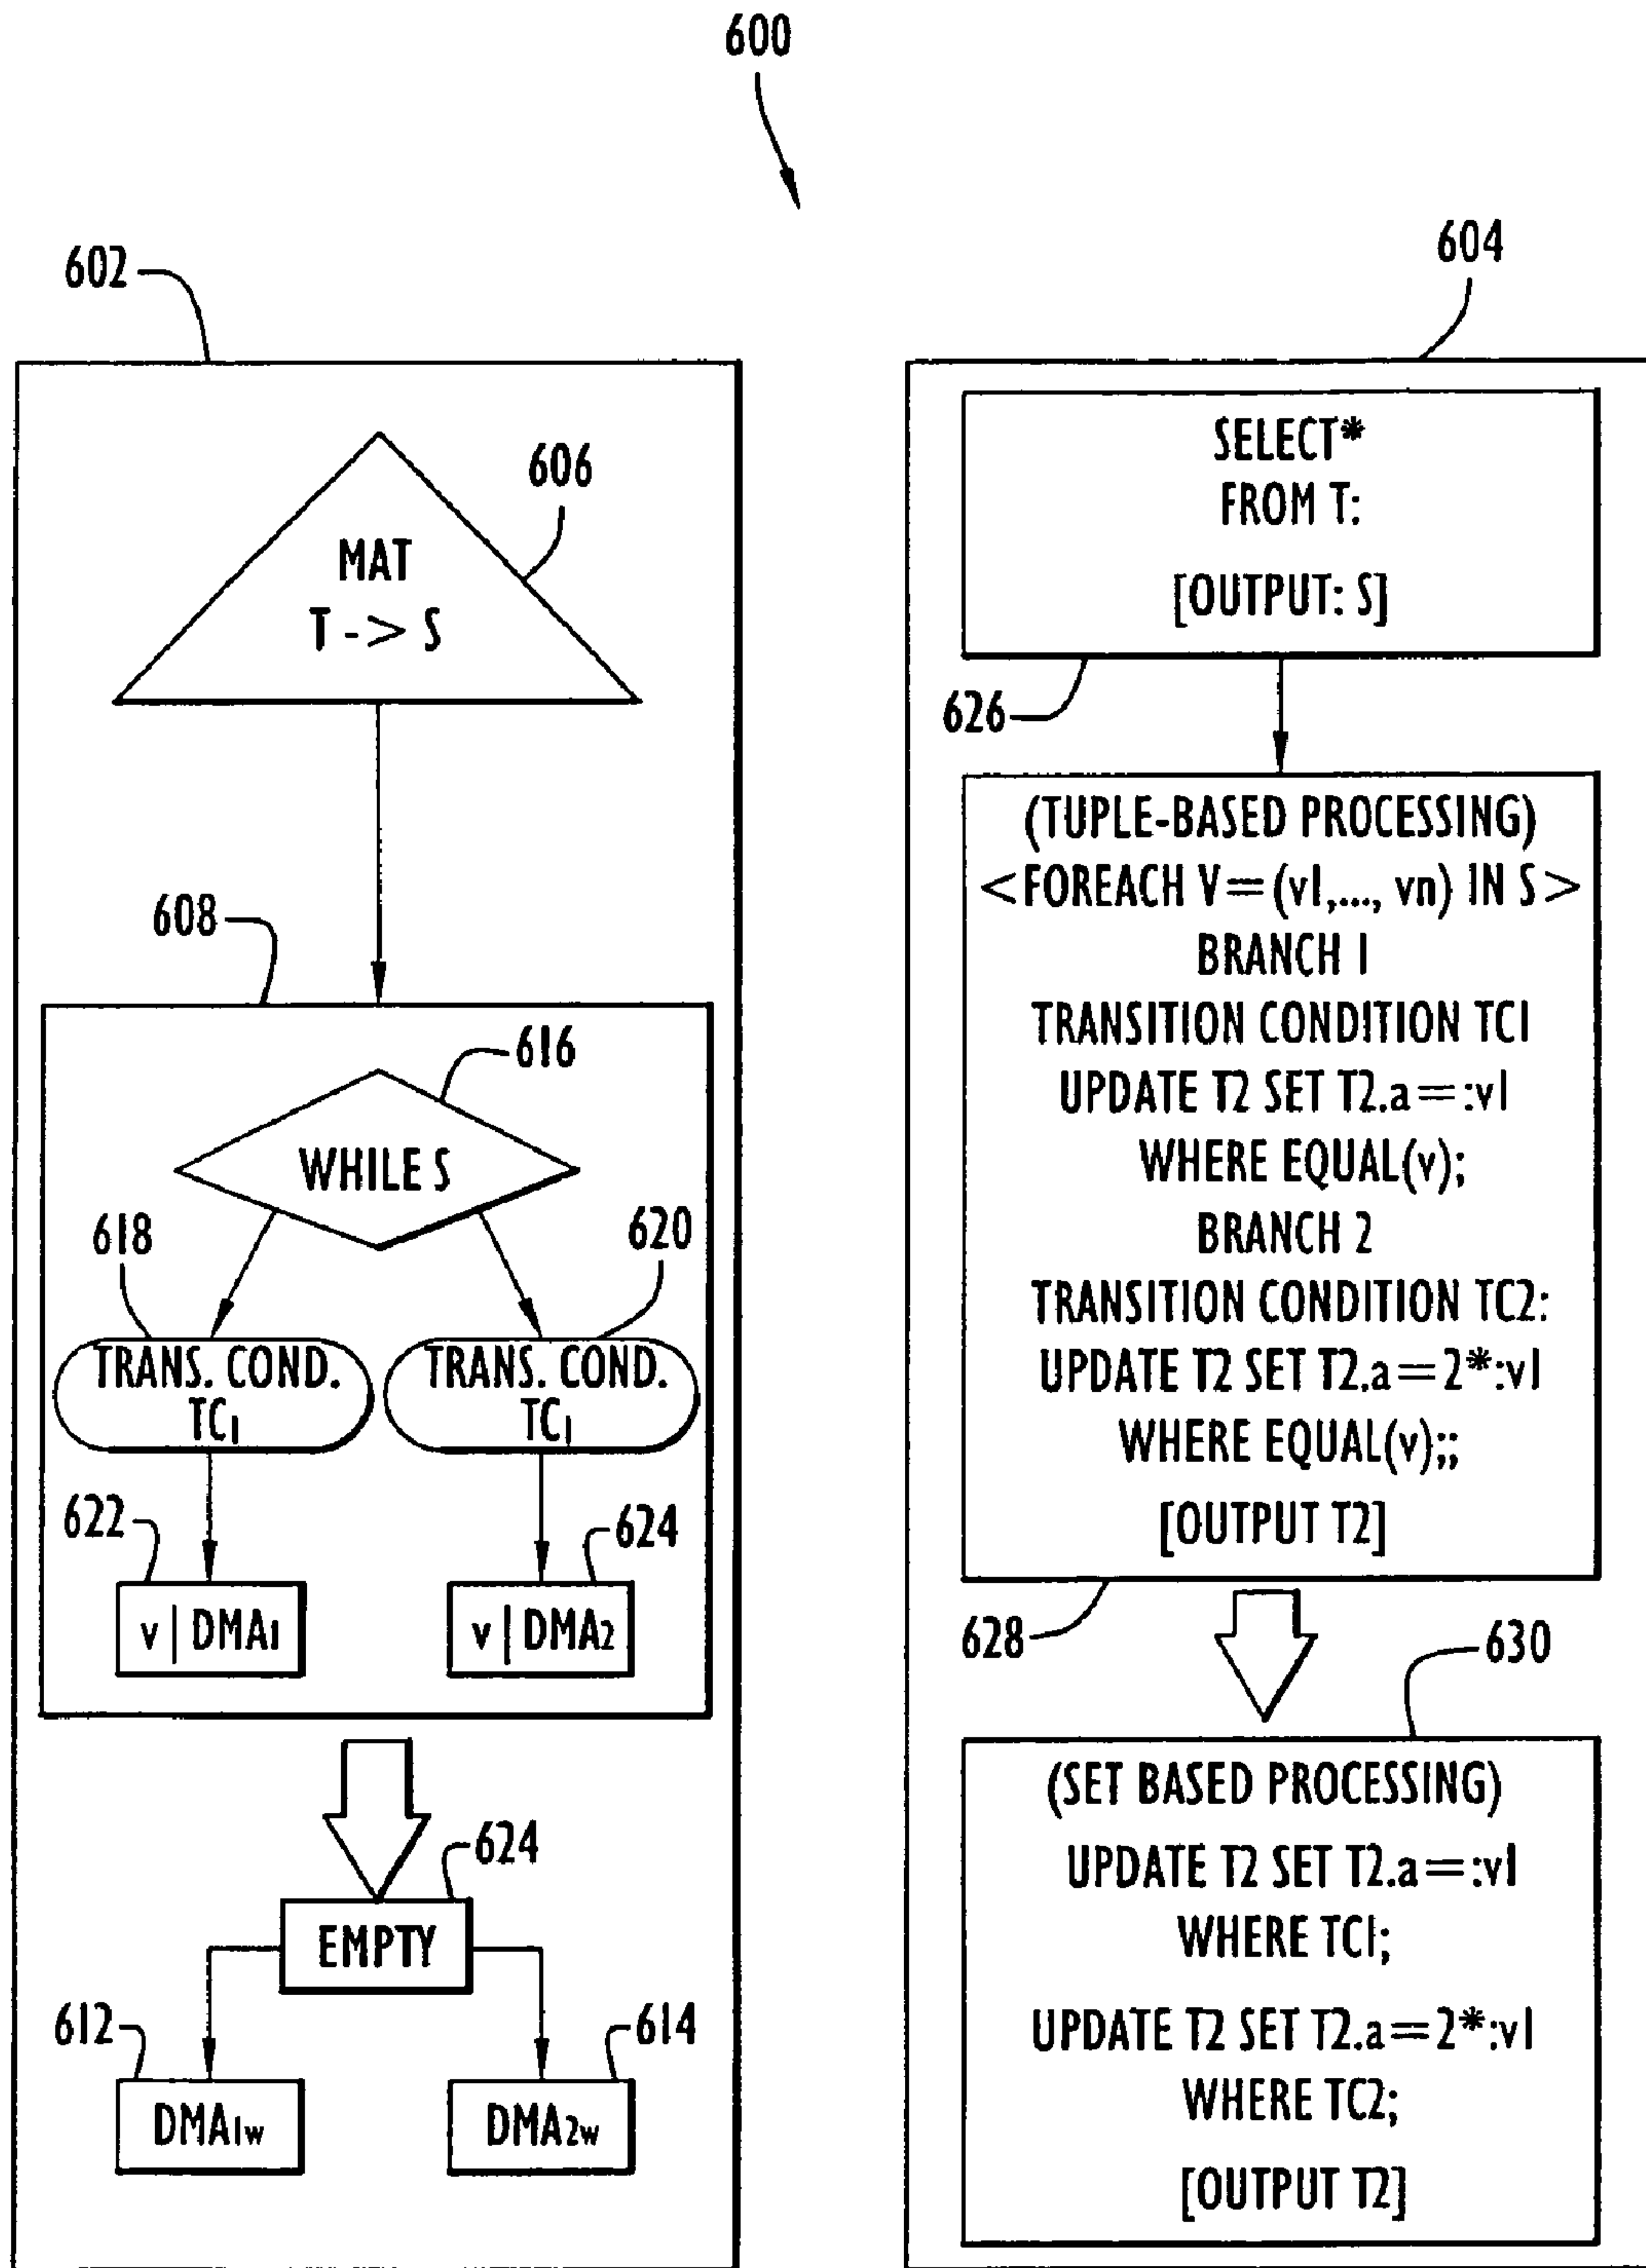 600
602
604
606
MAT
T -> S
608
616
WHILE S
618
620
TRANS. COND.
TC1
TRANS. COND.
TC1
622
624
v | DMA1
v | DMA2
624
EMPTY
612
614
DMA1w
DMA2w
SELECT*
FROM T:
[OUTPUT: S]
626
(TUPLE-BASED PROCESSING)
<FOREACH V=(v1,..., vn) IN S>
BRANCH 1
TRANSITION CONDITION TC1
UPDATE T2 SET T2.a=:v1
WHERE EQUAL(v);
BRANCH 2
TRANSITION CONDITION TC2:
UPDATE T2 SET T2.a=2*:v1
WHERE EQUAL(v);;
[OUTPUT T2]
628
630
(SET BASED PROCESSING)
UPDATE T2 SET T2.a=:v1
WHERE TC1;
UPDATE T2 SET T2.a=2*:v1
WHERE TC2;
[OUTPUT T2]